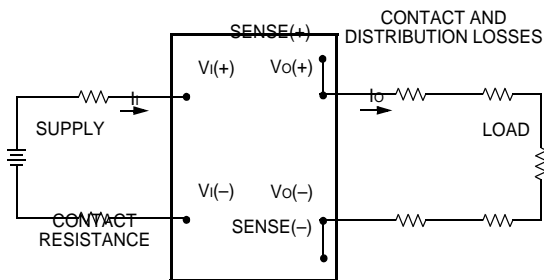 CONTACT AND
DISTRIBUTION LOSSES
SENSE(+)
VI(+)
VO(+)
II
IO
SUPPLY
LOAD
VI(–)
VO(–)
CONTACT
RESISTANCE
SENSE(–)